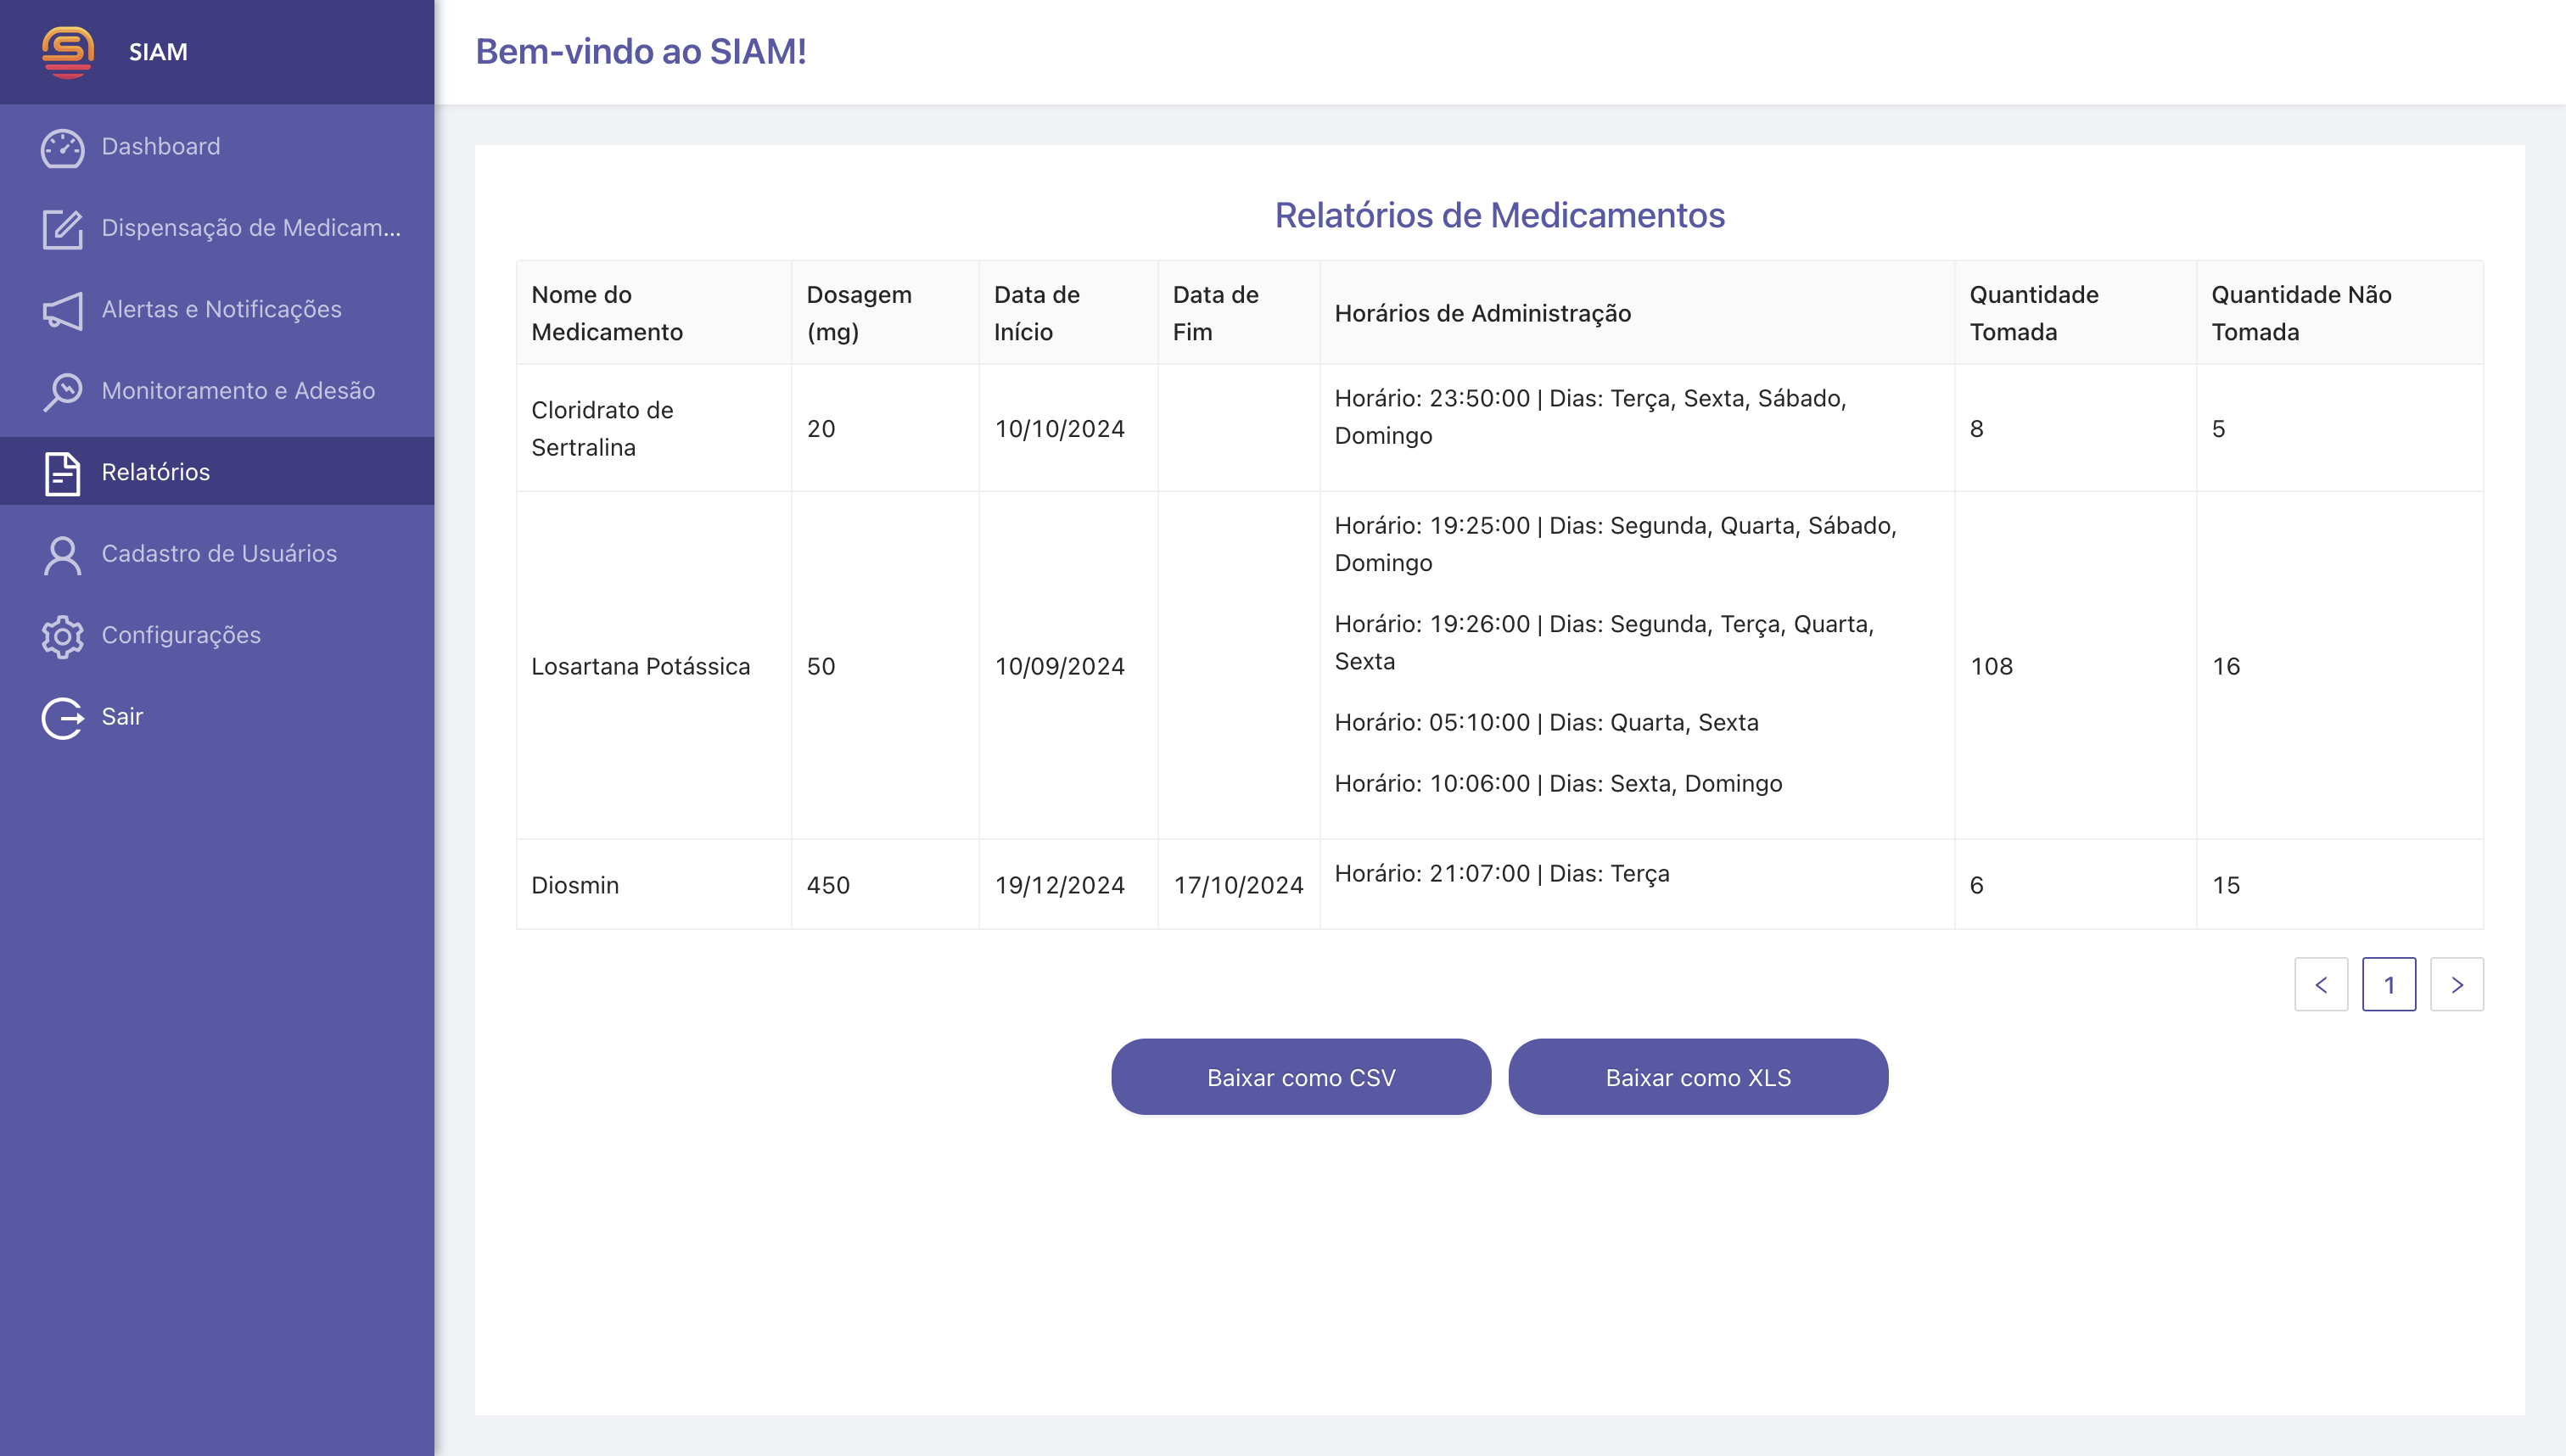 SIAM
Dashboard
Dispensação de Medicam...
Alertas e Notificações
Monitoramento e Adesão
Relatórios
Cadastro de Usuários
Configurações
Sair
Bem-vindo ao SIAM!
Relatórios de Medicamentos
Nome do
Medicamento
Dosagem
(mg)
Data de
Início
Data de
Fim
Horários de Administração
Quantidade
Tomada
Quantidade Não
Tomada
Cloridrato de
Sertralina
20
10/10/2024
Horário: 23:50:00 | Dias: Terça, Sexta, Sábado,
Domingo
8
5
Losartana Potássica
50
10/09/2024
Horário: 19:25:00 | Dias: Segunda, Quarta, Sábado,
Domingo
Horário: 19:26:00 | Dias: Segunda, Terça, Quarta,
Sexta
Horário: 05:10:00 | Dias: Quarta, Sexta
Horário: 10:06:00 | Dias: Sexta, Domingo
108
16
Diosmin
450
19/12/2024
17/10/2024
Horário: 21:07:00 | Dias: Terça
6
15
1
Baixar como CSV
Baixar como XLS